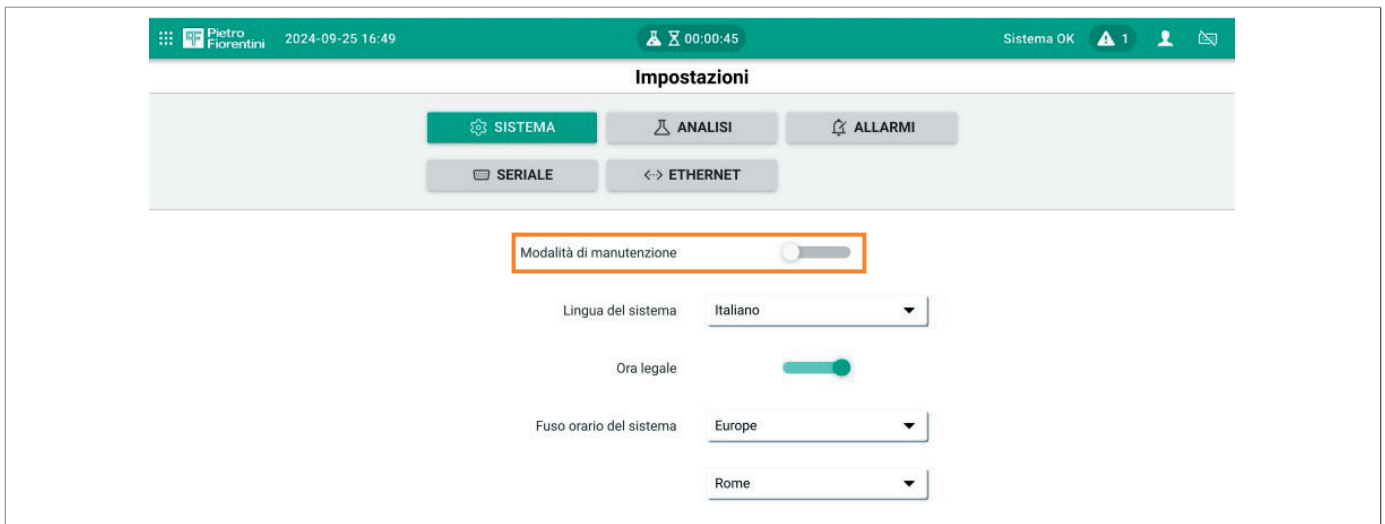 Pietro
Fiorentini
2024-09-25 16:49
00:00:45
Sistema OK
1
Impostazioni
SISTEMA
ANALISI
ALLARMI
SERIALE
ETHERNET
Modalità di manutenzione
Lingua del sistema
Italiano
Ora legale
Fuso orario del sistema
Europe
Rome